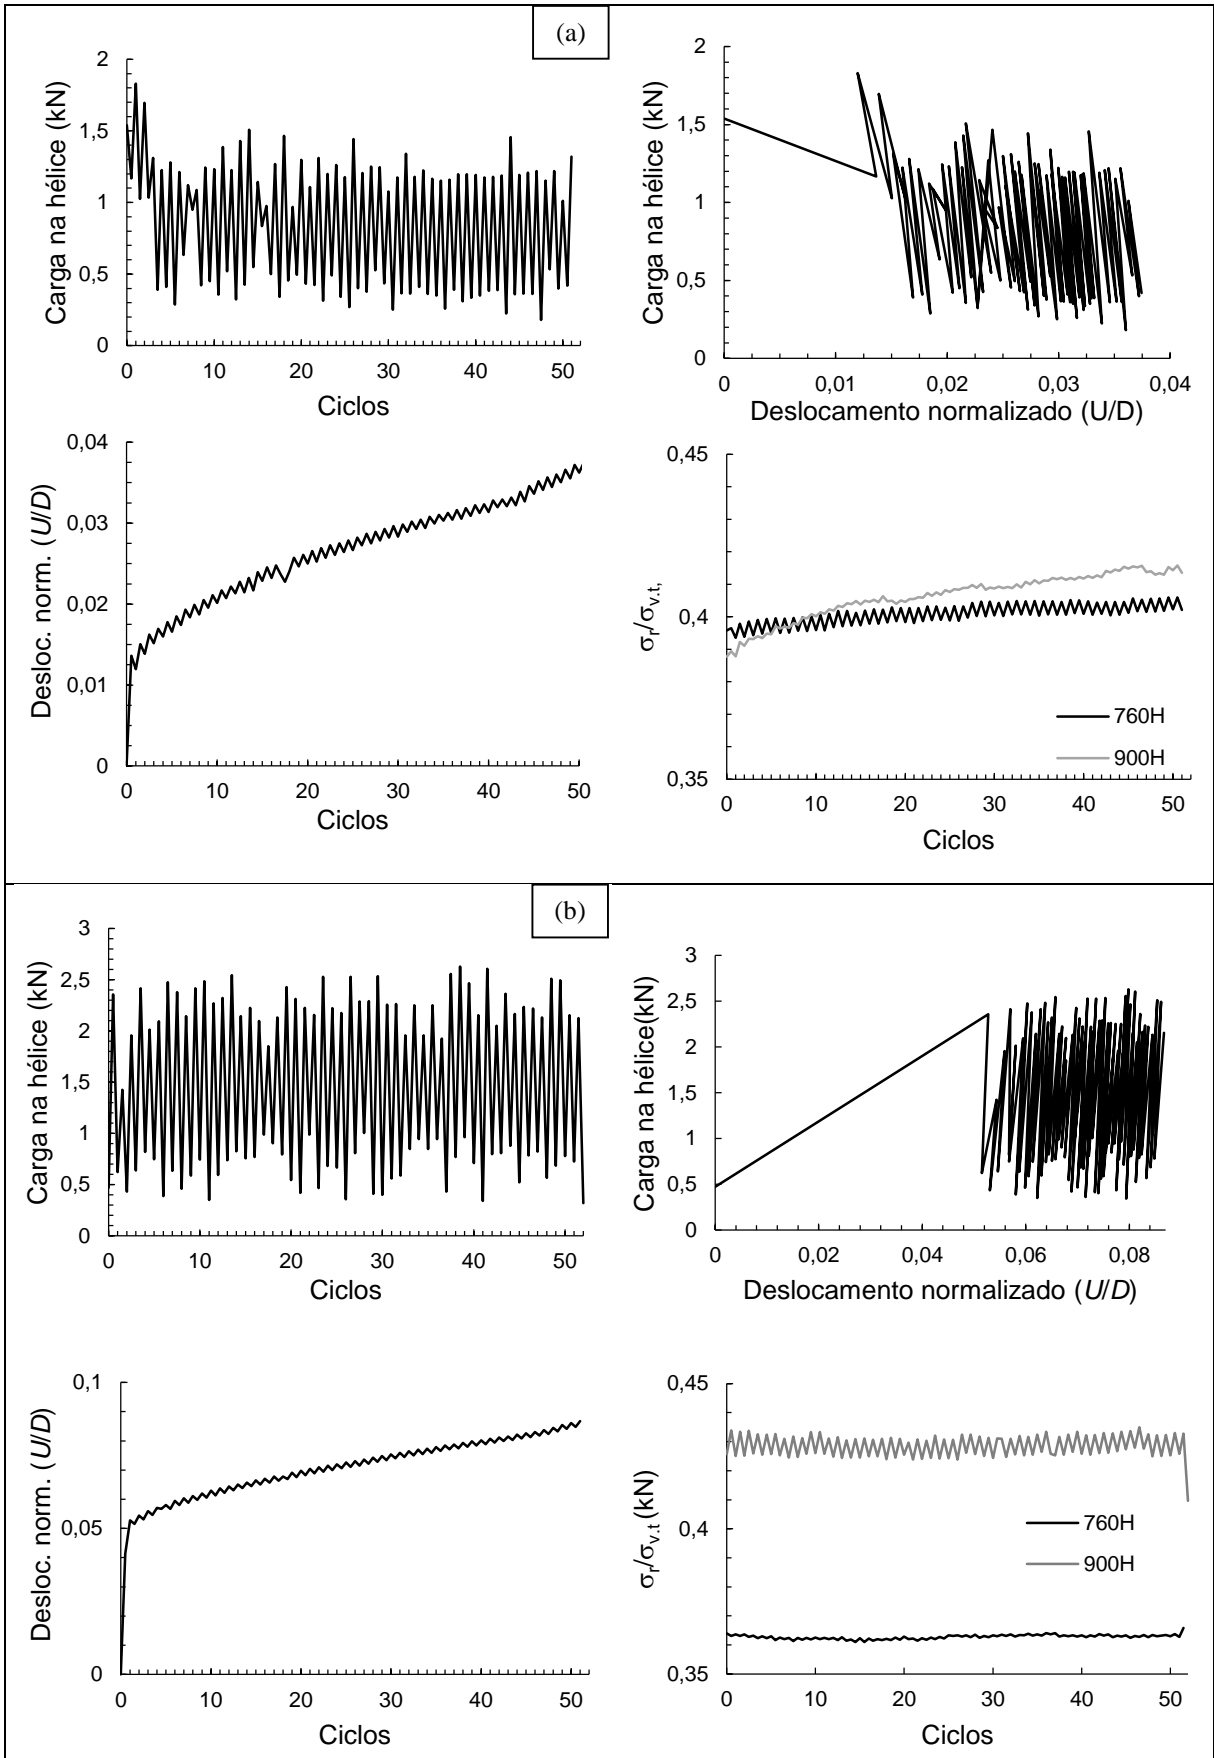 (a)
Carga na hélice (kN)
2
1,5
1
0,5
0
0 10 20 30 40 50
Ciclos
Carga na hélice (kN)
2
1,5
1
0,5
0
0 0,01 0,02 0,03 0,04
Deslocamento normalizado (U/D)
Desloc. norm. (U/D)
0,04
0,03
0,02
0,01
0
0 10 20 30 40 50
Ciclos
σr/σv.t.,
0,45
0,4
0,35
760H
900H
0 10 20 30 40 50
Ciclos
(b)
Carga na hélice (kN)
3
2,5
2
1,5
1
0,5
0
0 10 20 30 40 50
Ciclos
Carga na hélice(kN)
3
2,5
2
1,5
1
0,5
0
0 0,02 0,04 0,06 0,08
Deslocamento normalizado (U/D)
Desloc. norm. (U/D)
0,1
0,05
0
0 10 20 30 40 50
Ciclos
σr/σv.t (kN)
0,45
0,4
0,35
760H
900H
0 10 20 30 40 50
Ciclos